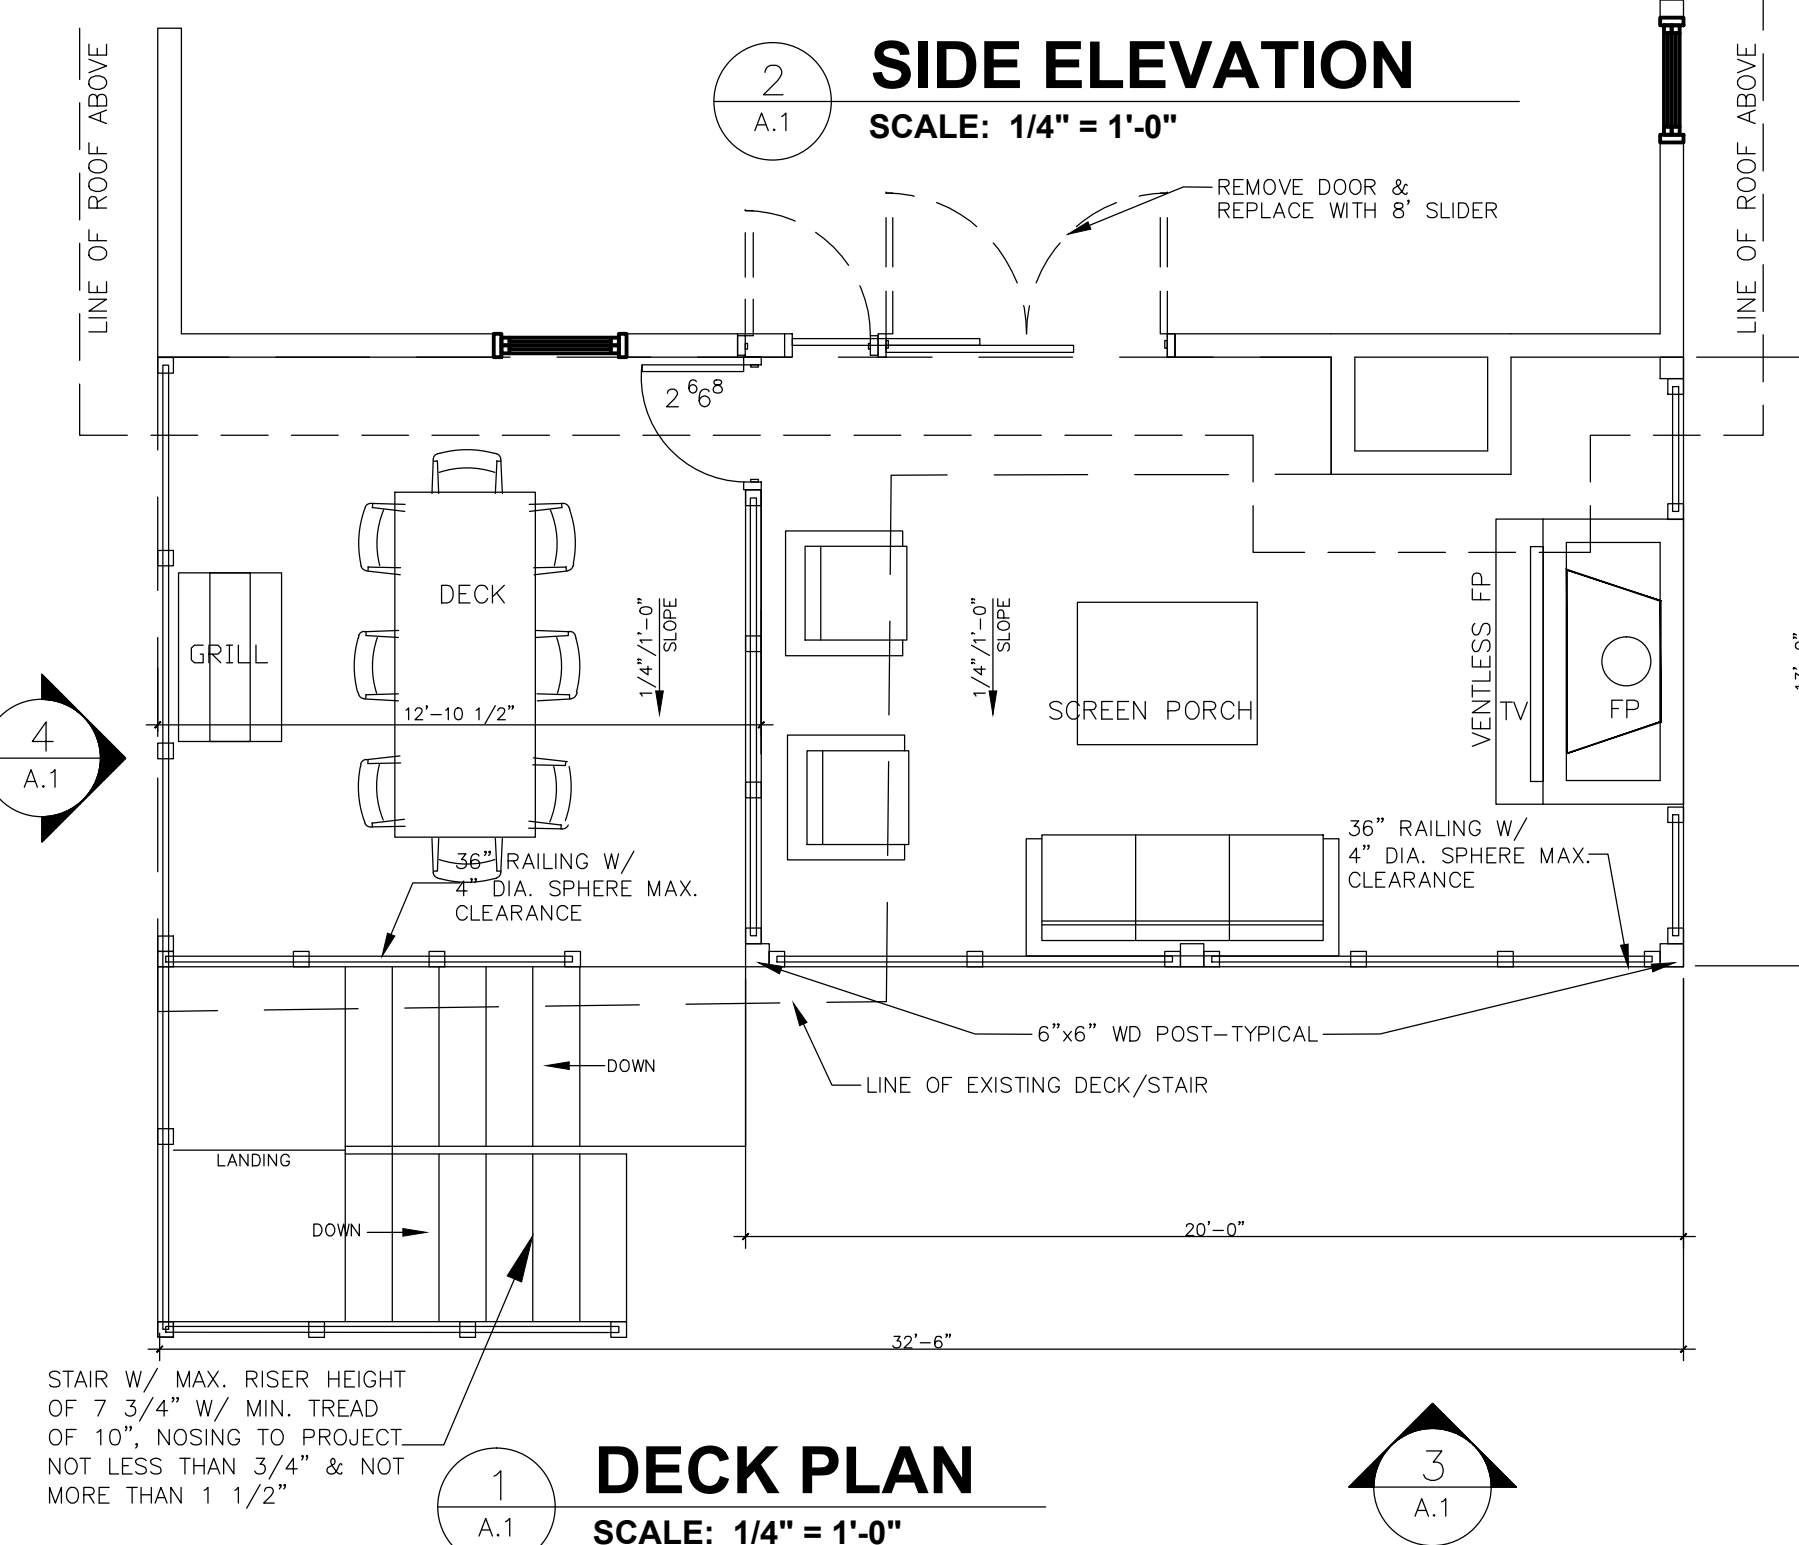 LINE OF ROOF ABOVE
2
A.1
SIDE ELEVATION
SCALE: 1/4" = 1'-0"
LINE OF ROOF ABOVE
REMOVE DOOR &
REPLACE WITH 8' SLIDER
2 6 6 8
DECK
GRILL
1/4"/1'-0"
SLOPE
1/4"/1'-0"
SLOPE
12'-10 1/2"
SCREEN PORCH
VENTLESS FP
TV
FP
4
A.1
36" RAILING W/
4" DIA. SPHERE MAX.
CLEARANCE
36" RAILING W/
4" DIA. SPHERE MAX.
CLEARANCE
6"x6" WD POST-TYPICAL
DOWN
LINE OF EXISTING DECK/STAIR
LANDING
DOWN
20'-0"
32'-6"
STAIR W/ MAX. RISER HEIGHT
OF 7 3/4" W/ MIN. TREAD
OF 10", NOSING TO PROJECT
NOT LESS THAN 3/4" & NOT
MORE THAN 1 1/2"
1
A.1
DECK PLAN
SCALE: 1/4" = 1'-0"
3
A.1